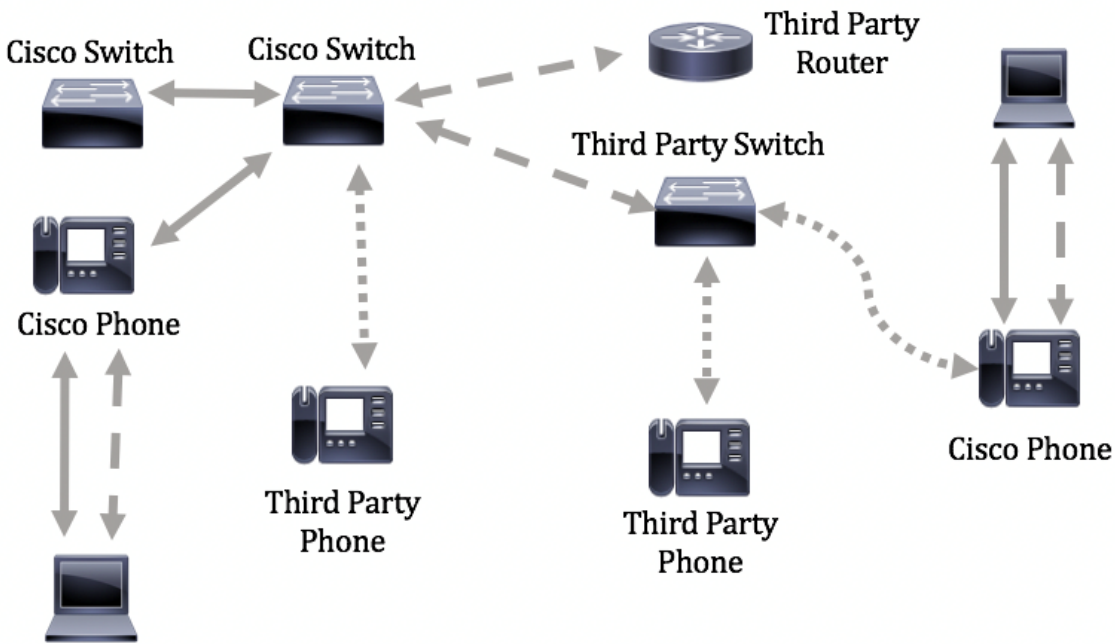 Cisco Switch
Cisco Switch
Third Party
Router
Third Party Switch
Cisco Phone
Third Party
Phone
Third Party
Phone
Cisco Phone